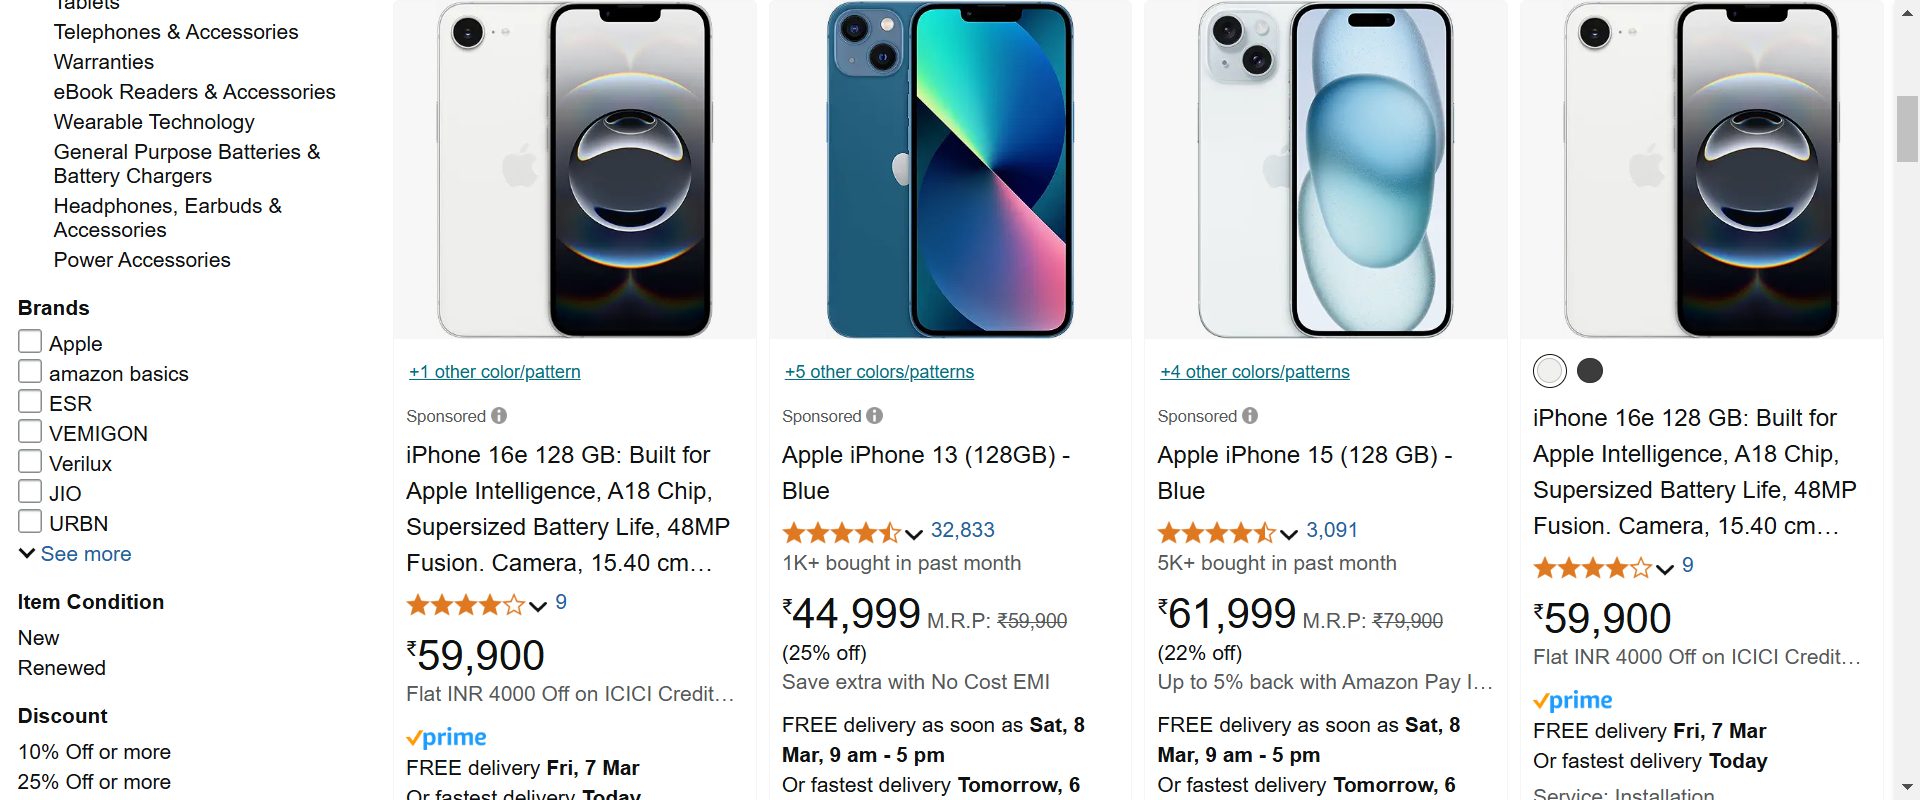 Tablets
Telephones & Accessories
Warranties
eBook Readers & Accessories
Wearable Technology
General Purpose Batteries &
Battery Chargers
Headphones, Earbuds &
Accessories
Power Accessories
Brands
Apple
amazon basics
ESR
VEMIGON
Verilux
JIO
URBN
See more
Item Condition
New
Renewed
Discount
10% Off or more
25% Off or more
+1 other color/pattern
Sponsored
iPhone 16e 128 GB: Built for
Apple Intelligence, A18 Chip,
Supersized Battery Life, 48MP
Fusion. Camera, 15.40 cm…
9
₹59,900
Flat INR 4000 Off on ICICI Credit…
prime
FREE delivery Fri, 7 Mar
Or fastest delivery Today
+5 other colors/patterns
Sponsored
Apple iPhone 13 (128GB) -
Blue
32,833
1K+ bought in past month
₹44,999 M.R.P: ₹59,900
(25% off)
Save extra with No Cost EMI
FREE delivery as soon as Sat, 8
Mar, 9 am - 5 pm
Or fastest delivery Tomorrow, 6
+4 other colors/patterns
Sponsored
Apple iPhone 15 (128 GB) -
Blue
3,091
5K+ bought in past month
₹61,999 M.R.P: ₹79,900
(22% off)
Up to 5% back with Amazon Pay I…
FREE delivery as soon as Sat, 8
Mar, 9 am - 5 pm
Or fastest delivery Tomorrow, 6
iPhone 16e 128 GB: Built for
Apple Intelligence, A18 Chip,
Supersized Battery Life, 48MP
Fusion. Camera, 15.40 cm…
9
₹59,900
Flat INR 4000 Off on ICICI Credit…
prime
FREE delivery Fri, 7 Mar
Or fastest delivery Today
Service: Installation